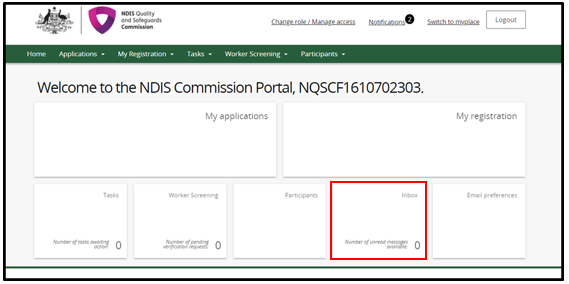 NDIS Quality
and Safeguards
Commission
Change role / Manage access
Notifications 2
Switch to myplace
Logout
Home Applications My Registration Tasks Worker Screening Participants
Welcome to the NDIS Commission Portal, NQSCF1610702303.
My applications
My registration
Tasks
Number of tasks awaiting
action: 0
Worker Screening
Number of pending
verification requests: 0
Participants
Inbox
Number of unread messages
available: 0
Email preferences